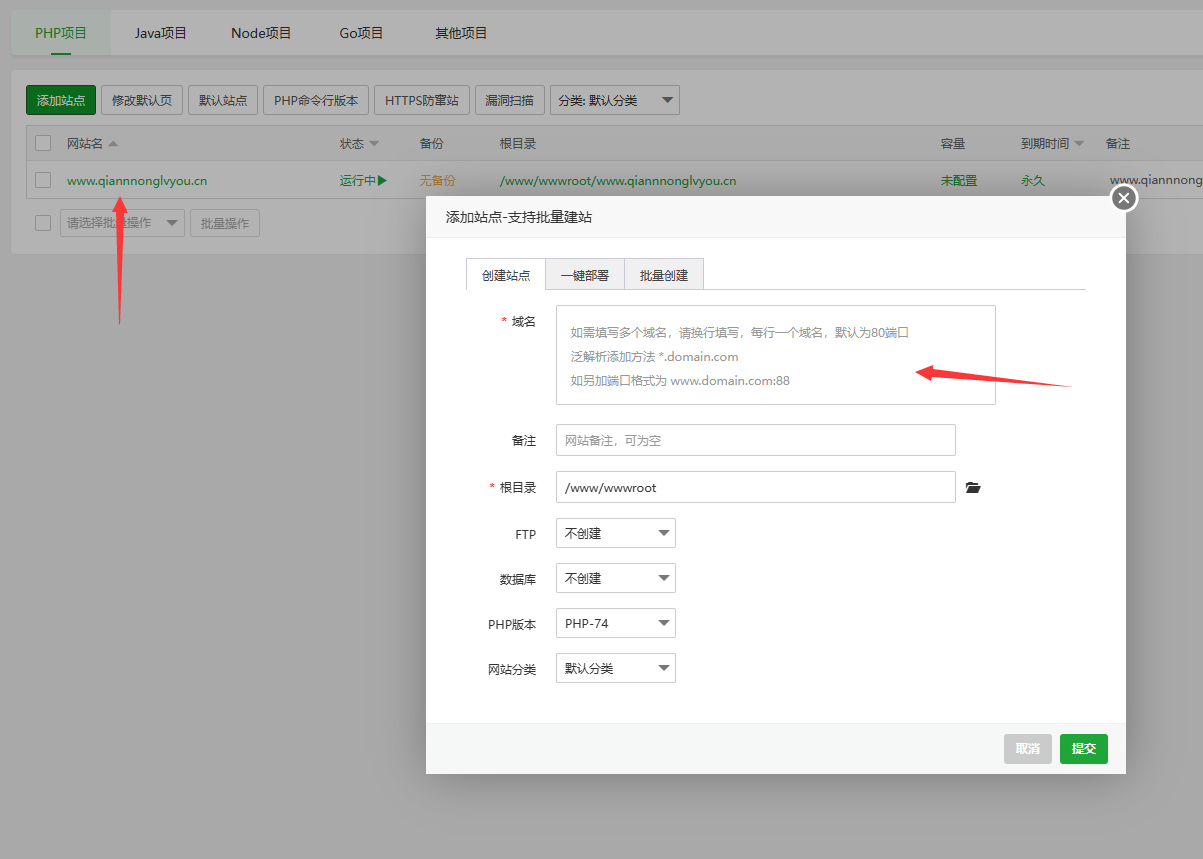 PHP项目 Java项目 Node项目 Go项目 其他项目
添加站点 修改默认页 默认站点 PHP命令行版本 HTTPS防窜站 漏洞扫描 分类: 默认分类
网站名 状态 备份 根目录 容量 到期时间 备注
www.qiannnonglvyou.cn 运行中 无备份 /www/wwwroot/www.qiannnonglvyou.cn 未配置 永久 www.qiannnong
请选择批量操作 批量操作
添加站点-支持批量建站
创建站点 一键部署 批量创建
* 域名
如需填写多个域名，请换行填写，每行一个域名，默认为80端口
泛解析添加方法 *.domain.com
如另加端口格式为 www.domain.com:88
备注 网站备注，可为空
* 根目录 /www/wwwroot
FTP 不创建
数据库 不创建
PHP版本 PHP-74
网站分类 默认分类
取消 提交